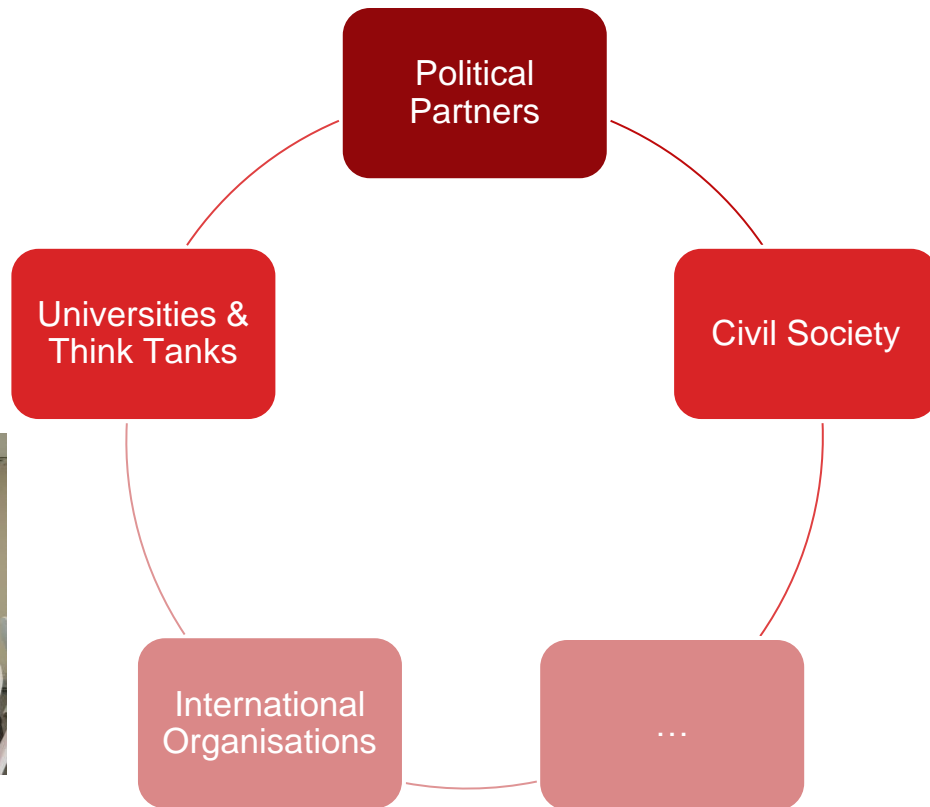 Political
Partners
Universities &
Think Tanks
Civil Society
International
Organisations
...